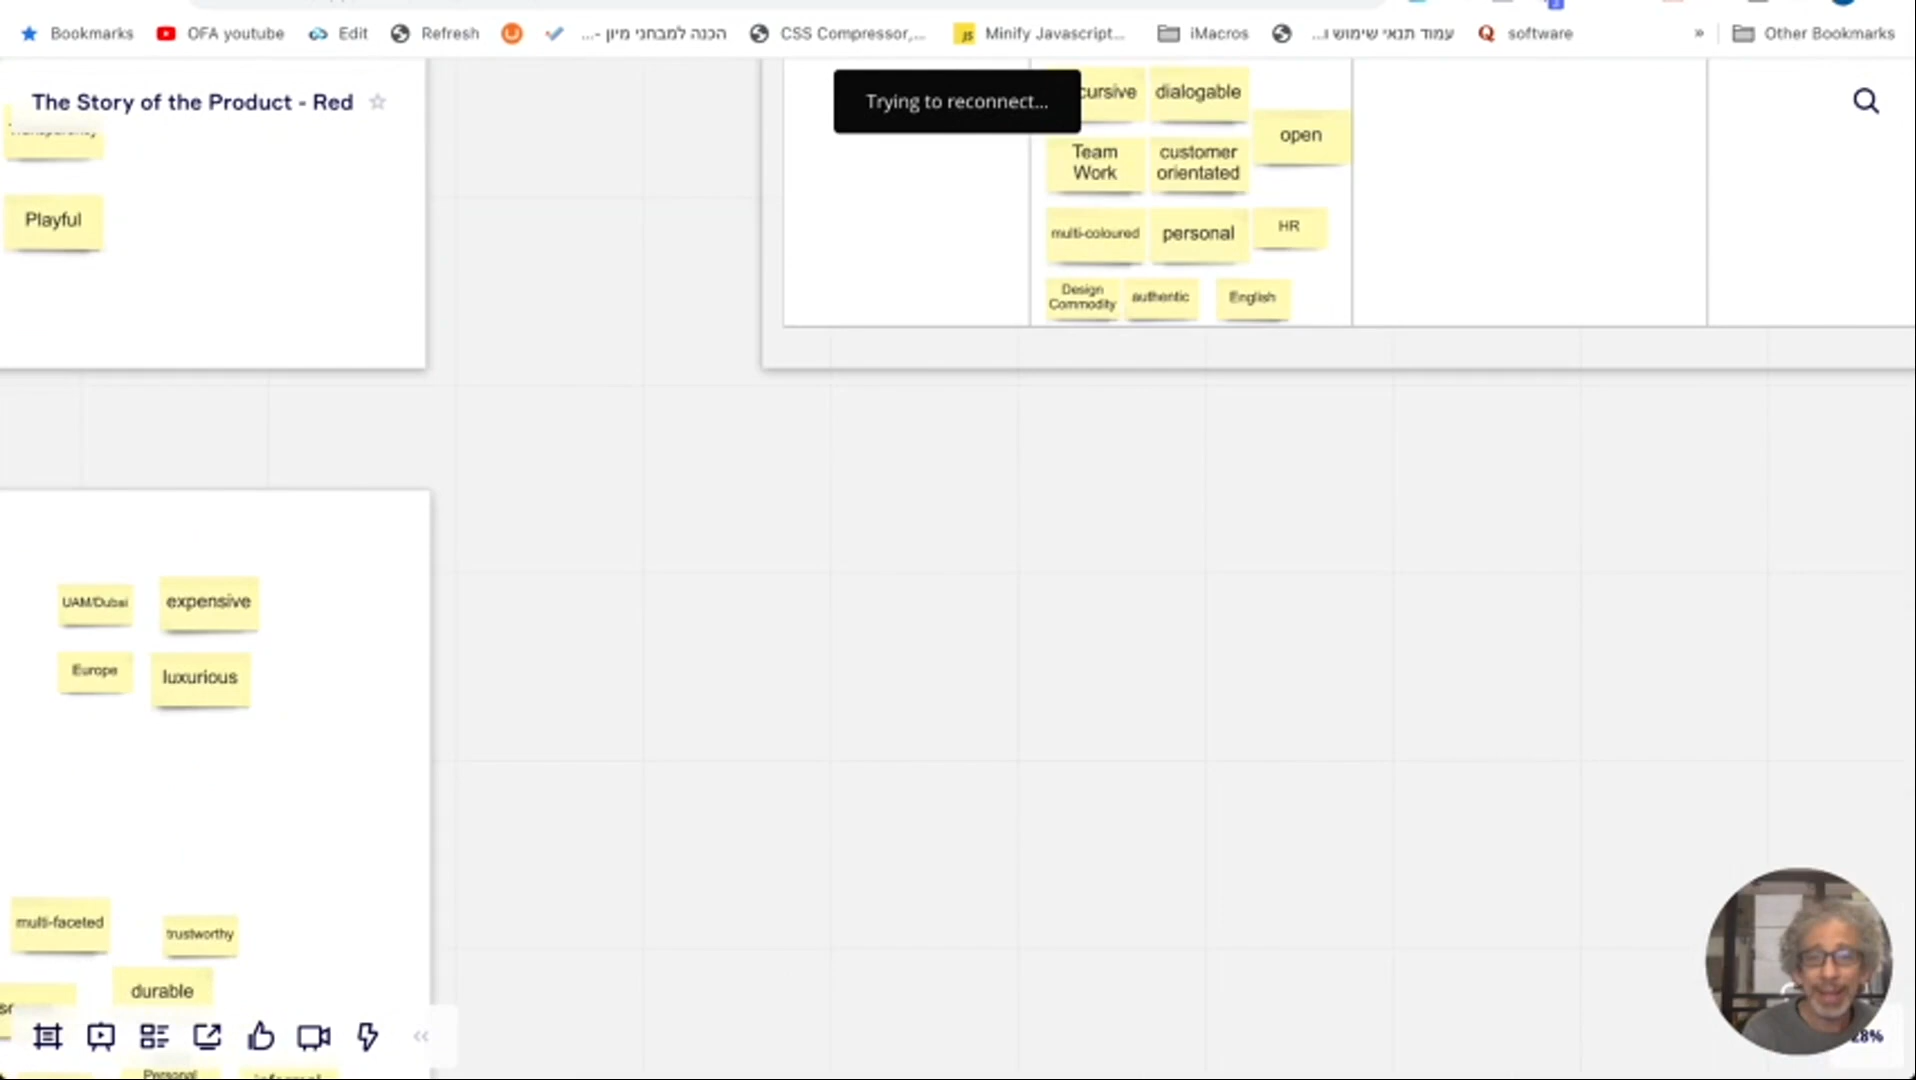 Bookmarks
OFA youtube
Edit
Refresh
...- הכנה למבחני מיון
CSS Compressor,...
JS
Minify Javascript...
iMacros
...עמוד תנאי שימוש ו
software
»
Other Bookmarks
The Story of the Product - Red
Trying to reconnect...
dialogable
open
Team
Work
customer
orientated
Playful
multi-coloured
personal
HR
Design
Commodity
authentic
English
UAM/Dubai
expensive
Europe
luxurious
multi-faceted
trustworthy
durable
Personal